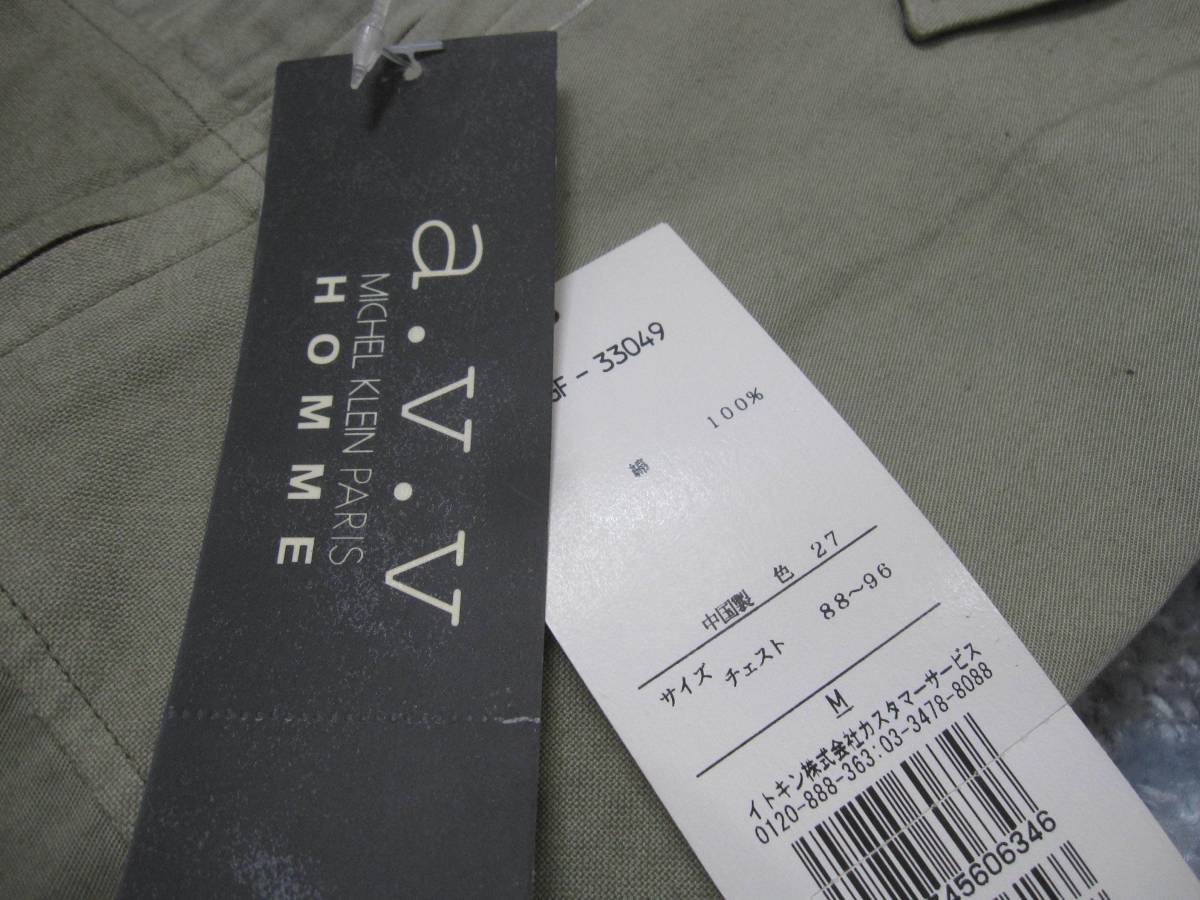 a.v.v
MICHEL KLEIN PARIS
HOMME
F-33049
綿 100%
中国製 色 27
サイズ チェスト 88~96
M
イトキン株式会社カスタマーサービス
0120-888-363:03-3478-8088
45606346